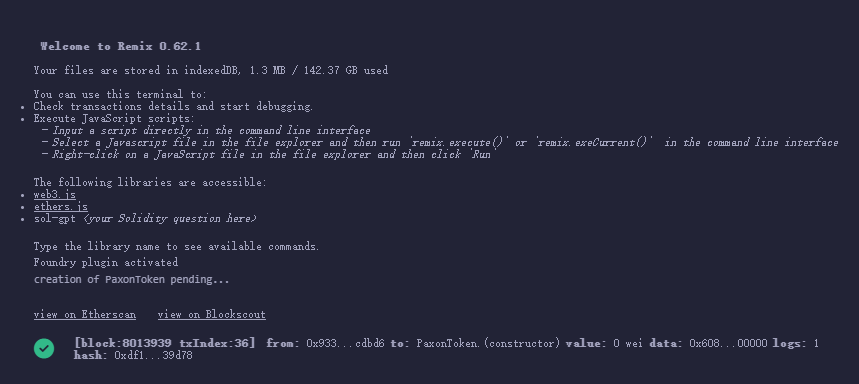 Welcome to Remix 0.62.1
Your files are stored in indexedDB, 1.3 MB / 142.37 GB used
You can use this terminal to:
• Check transactions details and start debugging.
• Execute JavaScript scripts:
- Input a script directly in the command line interface
- Select a Javascript file in the file explorer and then run `remix.execute()` or `remix.exeCurrent()` in the command line interface
- Right-click on a JavaScript file in the file explorer and then click `Run`
The following libraries are accessible:
• web3.js
• ethers.js
• sol-gpt <your Solidity question here>
Type the library name to see available commands.
Foundry plugin activated
creation of PaxonToken pending...
view on Etherscan view on Blockscout
[block:8013939 txIndex:36] from: 0x933...cdbd6 to: PaxonToken.(constructor) value: 0 wei data: 0x608...00000 logs: 1
hash: 0xdf1...39d78